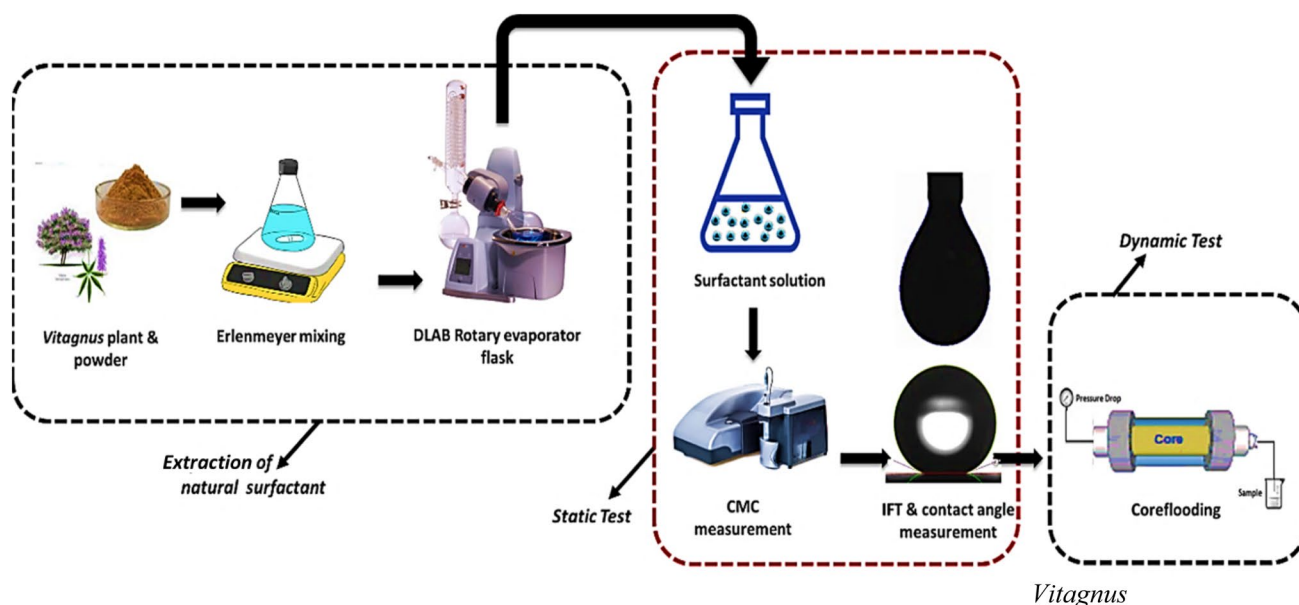 Vitagnus plant &
powder
Erlenmeyer mixing
DLAB Rotary evaporator
flask
Extraction of
natural surfactant
Surfactant solution
CMC
measurement
IFT & contact angle
measurement
Static Test
Dynamic Test
Pressure Drop
Core
Sample
Coreflooding
Vitagnus